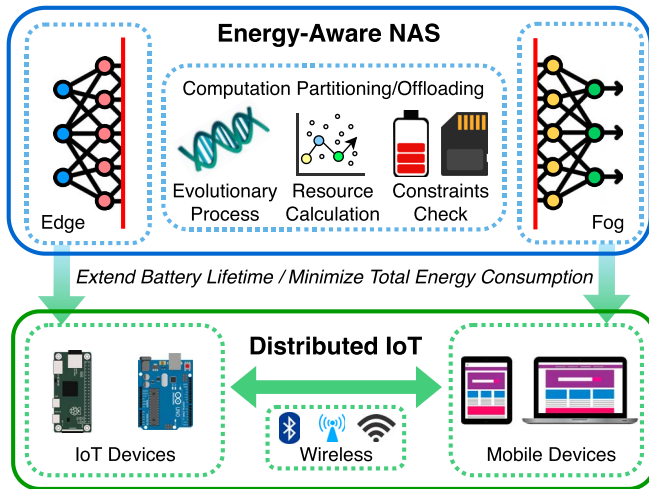 Energy-Aware NAS
Computation Partitioning/Offloading
Evolutionary
Process
Resource
Calculation
Constraints
Check
Edge
Fog
Extend Battery Lifetime / Minimize Total Energy Consumption
Distributed IoT
IoT Devices
Wireless
Mobile Devices